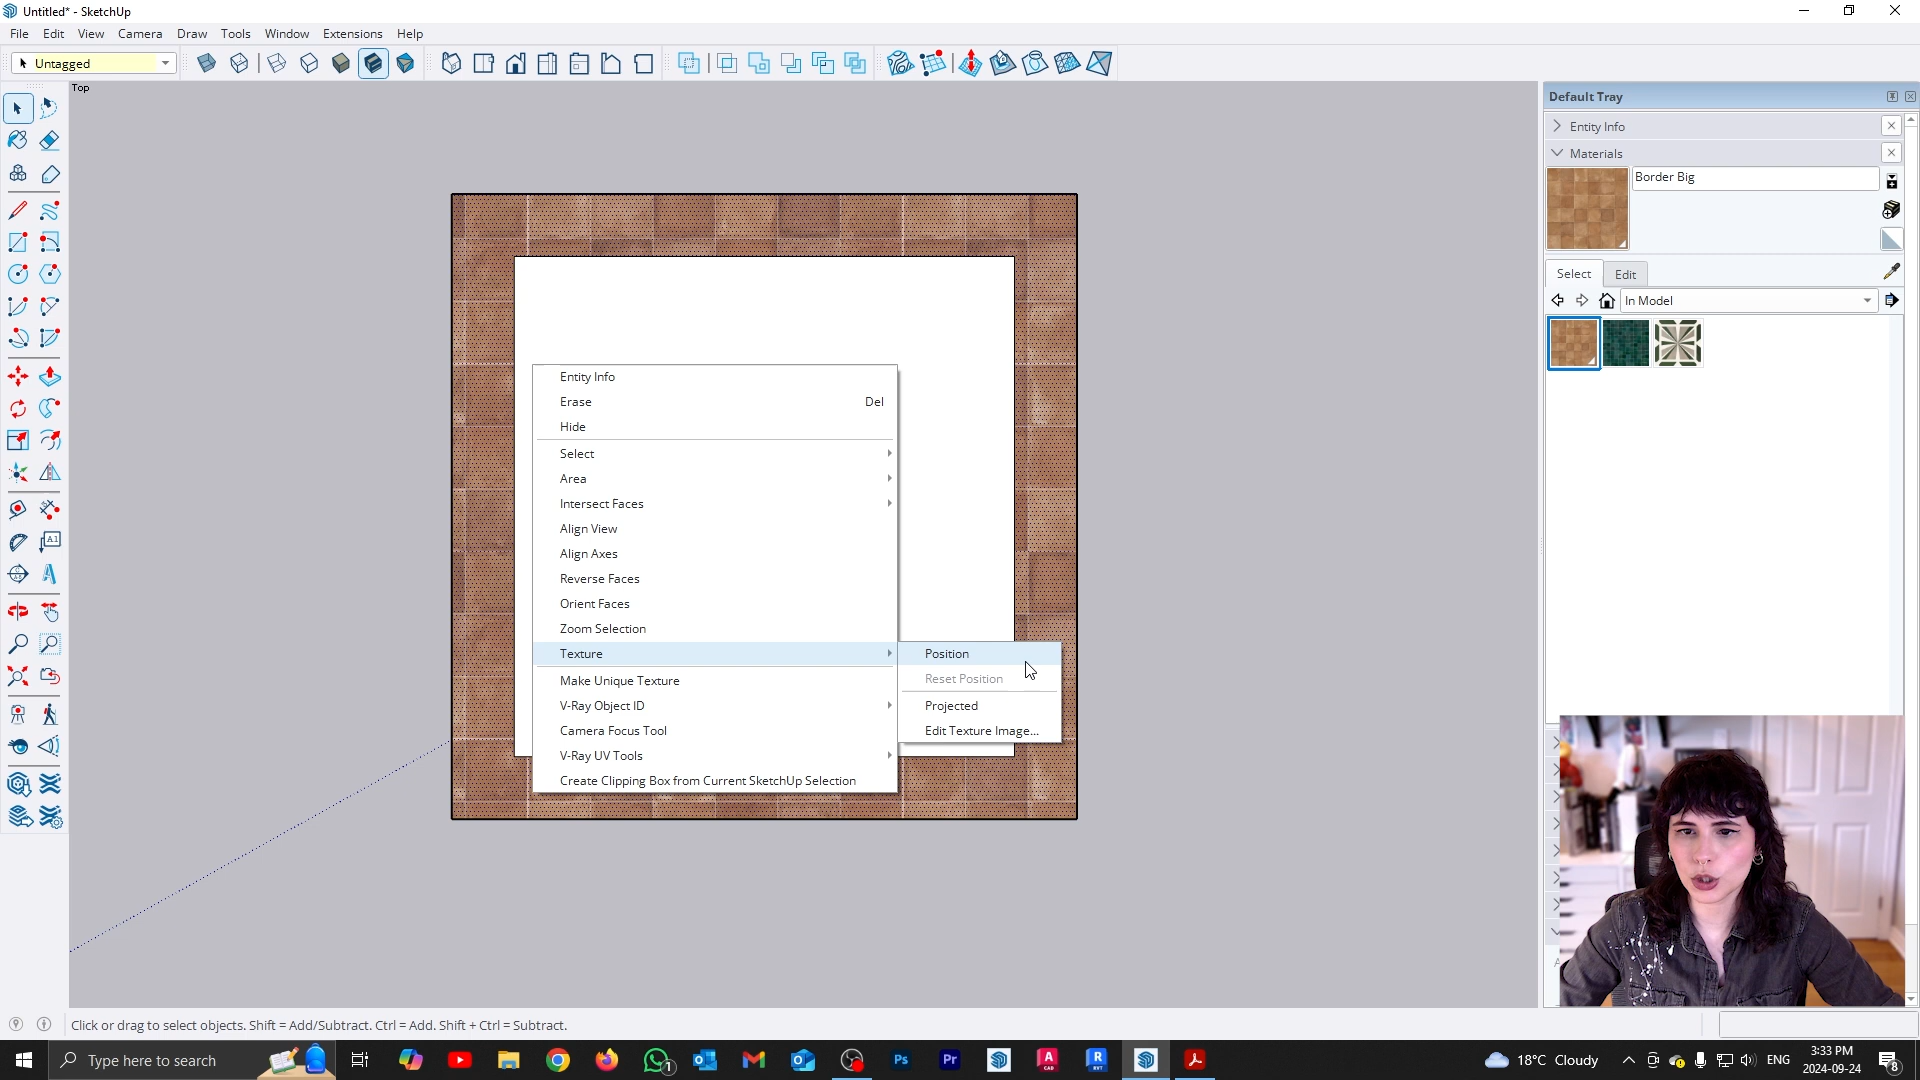 Untitled* - SketchUp
File Edit View Camera Draw Tools Window Extensions Help
Untagged
Top
Default Tray
Entity Info
Materials
Border Big
Select Edit
In Model
Entity Info
Erase Del
Hide
Select
Area
Intersect Faces
Align View
Align Axes
Reverse Faces
Orient Faces
Zoom Selection
Texture
Make Unique Texture
V-Ray Object ID
Camera Focus Tool
V-Ray UV Tools
Create Clipping Box from Current SketchUp Selection
Position
Reset Position
Projected
Edit Texture Image...
Click or drag to select objects. Shift = Add/Subtract. Ctrl = Add. Shift + Ctrl = Subtract.
Type here to search
18°C Cloudy
ENG
3:33 PM
2024-09-24